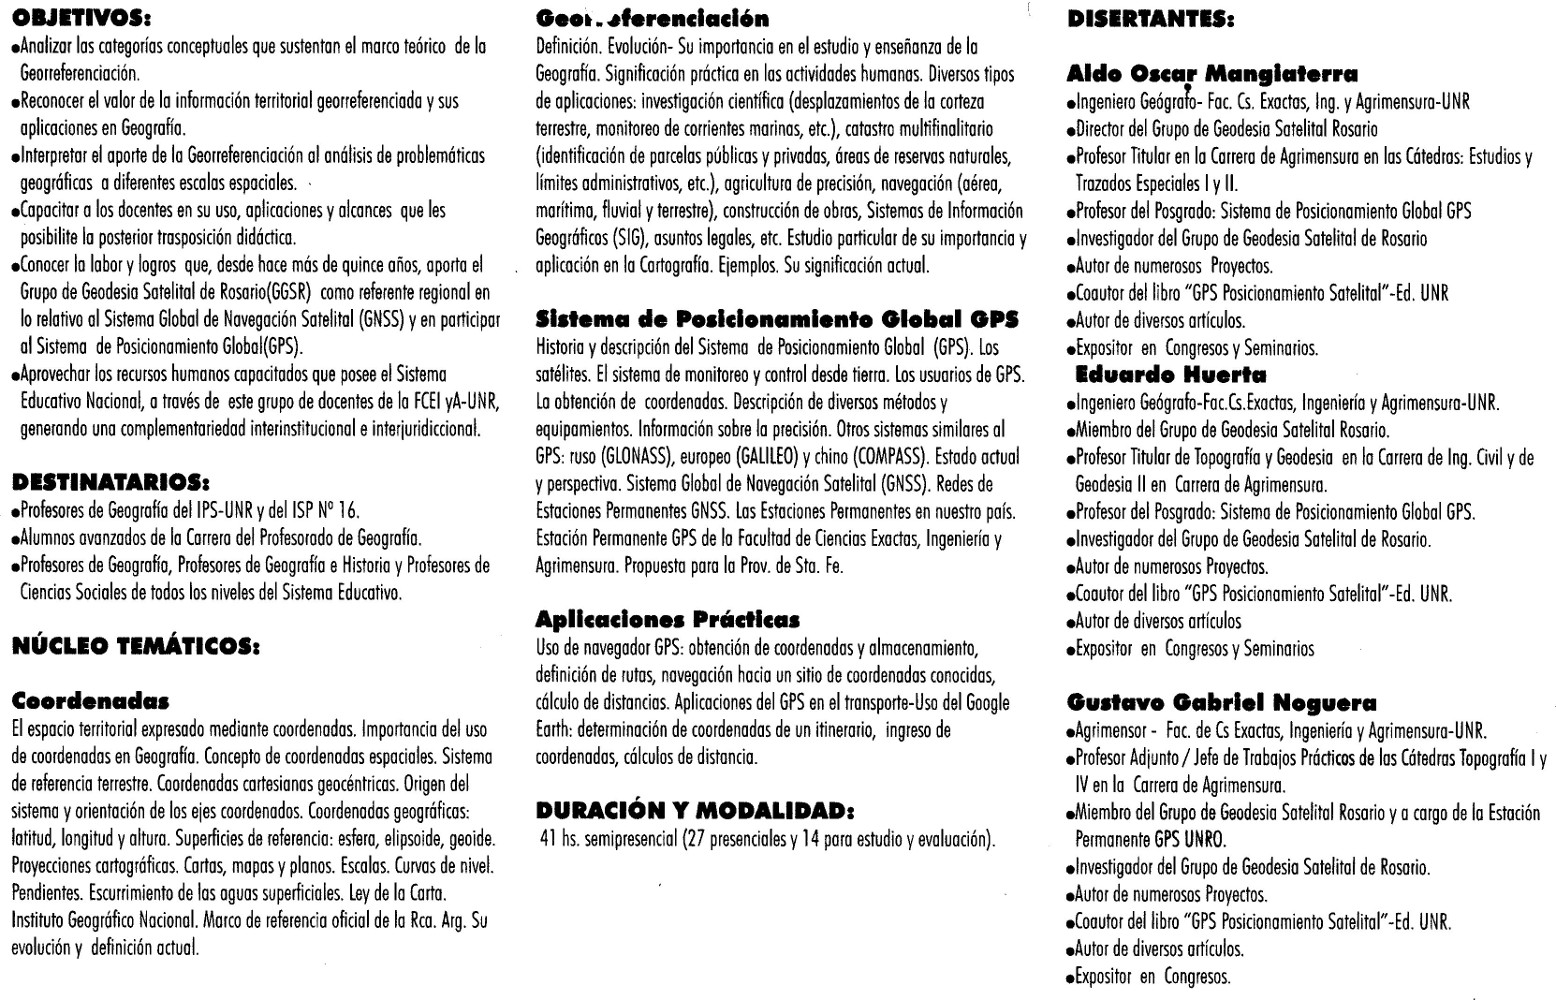 OBJETIVOS:
●Analizar las categorías conceptuales que sustentan el marco teórico de la
Georreferenciación.
●Reconocer el valor de la información territorial georreferenciada y sus
aplicaciones en Geografía.
●Interpretar el aporte de la Georreferenciación al análisis de problemáticas
geográficas a diferentes escalas espaciales.
●Capacitar a los docentes en su uso, aplicaciones y alcances que les
posibilite la posterior trasposición didáctica.
●Conocer la labor y logros que, desde hace más de quince años, aporta el
Grupo de Geodesia Satelital de Rosario(GGSR) como referente regional en
lo relativo al Sistema Global de Navegación Satelital (GNSS) y en participar
al Sistema de Posicionamiento Global(GPS).
●Aprovechar los recursos humanos capacitados que posee el Sistema
Educativo Nacional, a través de este grupo de docentes de la FCEI yA-UNR,
generando una complementariedad interinstitucional e interjuridiccional.
DESTINATARIOS:
●Profesores de Geografía del IPS-UNR y del ISP Nº 16.
●Alumnos avanzados de la Carrera del Profesorado de Geografía.
●Profesores de Geografía, Profesores de Geografía e Historia y Profesores de
Ciencias Sociales de todos los niveles del Sistema Educativo.
NÚCLEO TEMÁTICOS:
Coordenadas
El espacio territorial expresado mediante coordenadas. Importancia del uso
de coordenadas en Geografía. Concepto de coordenadas espaciales. Sistema
de referencia terrestre. Coordenadas cartesianas geocéntricas. Origen del
sistema y orientación de los ejes coordenados. Coordenadas geográficas:
latitud, longitud y altura. Superficies de referencia: esfera, elipsoide, geoide.
Proyecciones cartográficas. Cartas, mapas y planos. Escalas. Curvas de nivel.
Pendientes. Escurrimiento de las aguas superficiales. Ley de la Carta.
Instituto Geográfico Nacional. Marco de referencia oficial de la Rca. Arg. Su
evolución y definición actual.
Georreferenciación
Definición. Evolución- Su importancia en el estudio y enseñanza de la
Geografía. Significación práctica en las actividades humanas. Diversos tipos
de aplicaciones: investigación científica (desplazamientos de la corteza
terrestre, monitoreo de corrientes marinas, etc.), catastro multifinalitario
(identificación de parcelas públicas y privadas, áreas de reservas naturales,
límites administrativos, etc.), agricultura de precisión, navegación (aérea,
marítima, fluvial y terrestre), construcción de obras, Sistemas de Información
Geográficos (SIG), asuntos legales, etc. Estudio particular de su importancia y
aplicación en la Cartografía. Ejemplos. Su significación actual.
Sistema de Posicionamiento Global GPS
Historia y descripción del Sistema de Posicionamiento Global (GPS). Los
satélites. El sistema de monitoreo y control desde tierra. Los usuarios de GPS.
La obtención de coordenadas. Descripción de diversos métodos y
equipamientos. Información sobre la precisión. Otros sistemas similares al
GPS: ruso (GLONASS), europeo (GALILEO) y chino (COMPASS). Estado actual
y perspectiva. Sistema Global de Navegación Satelital (GNSS). Redes de
Estaciones Permanentes GNSS. Las Estaciones Permanentes en nuestro país.
Estación Permanente GPS de la Facultad de Ciencias Exactas, Ingeniería y
Agrimensura. Propuesta para la Prov. de Sta. Fe.
Aplicaciones Prácticas
Uso de navegador GPS: obtención de coordenadas y almacenamiento,
definición de rutas, navegación hacia un sitio de coordenadas conocidas,
cálculo de distancias. Aplicaciones del GPS en el transporte-Uso del Google
Earth: determinación de coordenadas de un itinerario, ingreso de
coordenadas, cálculos de distancia.
DURACIÓN Y MODALIDAD:
41 hs. semipresencial (27 presenciales y 14 para estudio y evaluación).
DISERTANTES:
Aldo Oscar Mangiaterra
●Ingeniero Geógrafo- Fac. Cs. Exactas, Ing. y Agrimensura-UNR
●Director del Grupo de Geodesia Satelital Rosario
●Profesor Titular en la Carrera de Agrimensura en las Cátedras: Estudios y
Trazados Especiales I y II.
●Profesor del Posgrado: Sistema de Posicionamiento Global GPS
●Investigador del Grupo de Geodesia Satelital de Rosario
●Autor de numerosos Proyectos.
●Coautor del libro "GPS Posicionamiento Satelital"-Ed. UNR
●Autor de diversos artículos.
●Expositor en Congresos y Seminarios.
Eduardo Huerta
●Ingeniero Geógrafo-Fac.Cs.Exactas, Ingeniería y Agrimensura-UNR.
●Miembro del Grupo de Geodesia Satelital Rosario.
●Profesor Titular de Topografía y Geodesia en la Carrera de Ing. Civil y de
Geodesia II en Carrera de Agrimensura.
●Profesor del Posgrado: Sistema de Posicionamiento Global GPS.
●Investigador del Grupo de Geodesia Satelital de Rosario.
●Autor de numerosos Proyectos.
●Coautor del libro "GPS Posicionamiento Satelital"-Ed. UNR.
●Autor de diversos artículos
●Expositor en Congresos y Seminarios
Gustavo Gabriel Noguera
●Agrimensor - Fac. de Cs Exactas, Ingeniería y Agrimensura-UNR.
●Profesor Adjunto / Jefe de Trabajos Prácticos de las Cátedras Topografía I y
IV en la Carrera de Agrimensura.
●Miembro del Grupo de Geodesia Satelital Rosario y a cargo de la Estación
Permanente GPS UNRO.
●Investigador del Grupo de Geodesia Satelital de Rosario.
●Autor de numerosos Proyectos.
●Coautor del libro "GPS Posicionamiento Satelital"-Ed. UNR.
●Autor de diversos artículos.
●Expositor en Congresos.